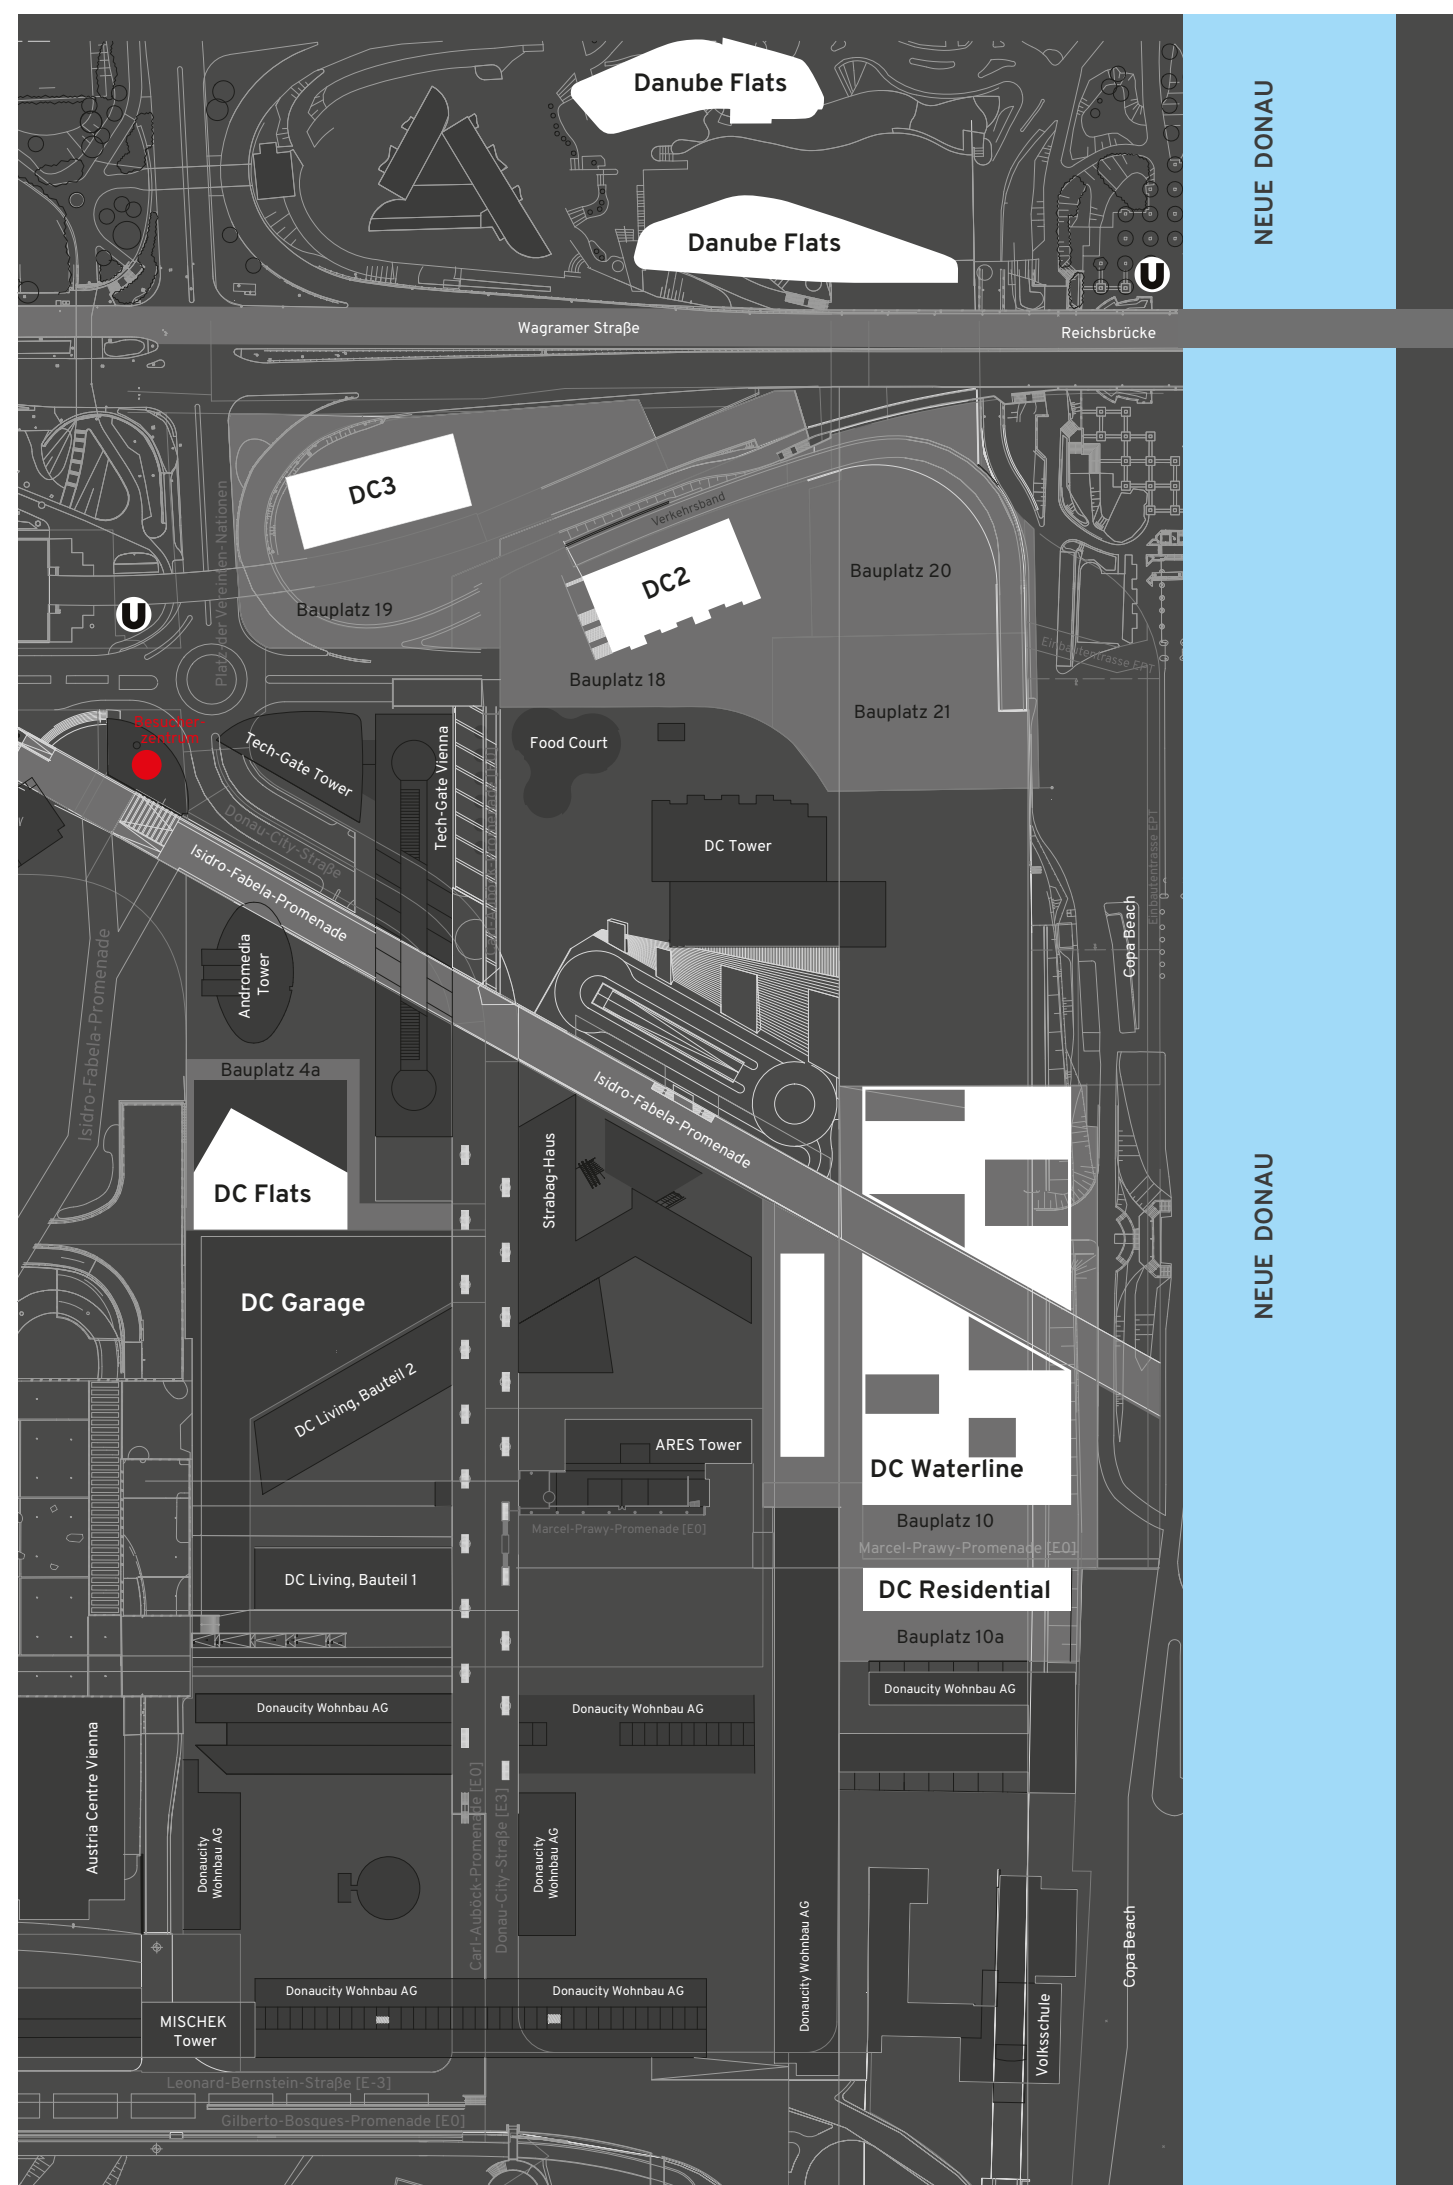 Danube Flats
NEUE DONAU
Danube Flats
U
Wagramer Straße
Reichsbrücke
DC3
Verkehrsband
Platz der Vereinten-Nationen
DC2
Bauplatz 20
Bauplatz 19
U
Einbautentrasse EPT
Bauplatz 18
Bauplatz 21
Besucher-
zentrum
Tech-Gate Tower
Tech-Gate Vienna
Food Court
Donau-City-Straße
DC Tower
Einbautentrasse EPT
Isidro-Fabela-Promenade
Copa Beach
Isidro-Fabela-Promenade
Andromedia
Tower
Bauplatz 4a
Isidro-Fabela-Promenade
Strabag-Haus
DC Flats
NEUE DONAU
DC Garage
DC Living, Bauteil 2
ARES Tower
DC Waterline
Bauplatz 10
Marcel-Prawy-Promenade [E0]
Marcel-Prawy-Promenade [E0]
DC Living, Bauteil 1
DC Residential
Bauplatz 10a
Donaucity Wohnbau AG
Donaucity Wohnbau AG
Donaucity Wohnbau AG
Austria Centre Vienna
Donaucity
Wohnbau AG
Carl-Auböck-Promenade [E0]
Donau-City-Straße [E3]
Donaucity
Wohnbau AG
Donaucity Wohnbau AG
Copa Beach
Donaucity Wohnbau AG
Donaucity Wohnbau AG
MISCHEK
Tower
Volksschule
Leonard-Bernstein-Straße [E-3]
Gilberto-Bosques-Promenade [E0]